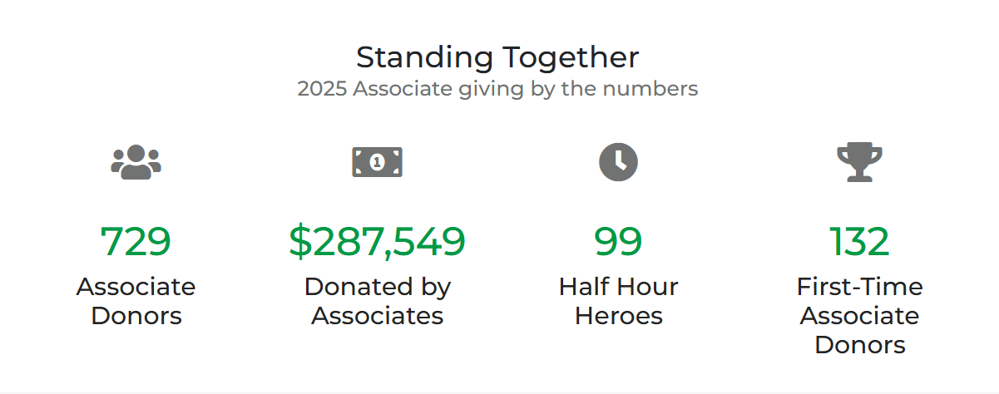 Standing Together
2025 Associate giving by the numbers
1
729
Associate
Donors
$287,549
Donated by
Associates
99
Half Hour
Heroes
132
First-Time
Associate
Donors